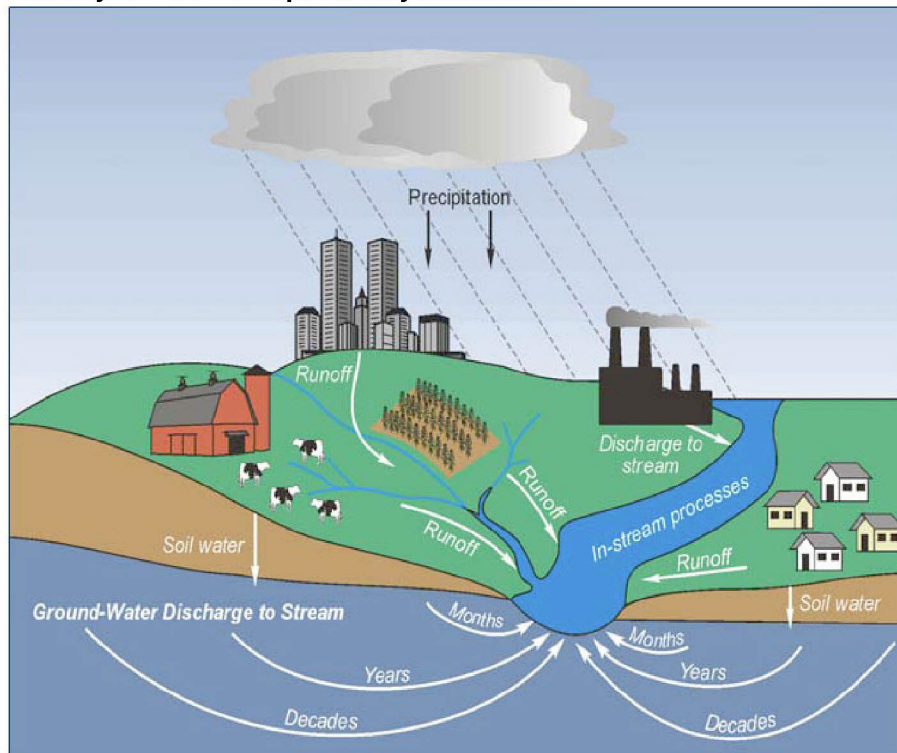 Precipitation
Runoff
Discharge to
stream
Runoff
In-stream processes
Runoff
Runoff
Soil water
Soil water
Ground-Water Discharge to Stream
Months
Months
Years
Years
Decades
Decades